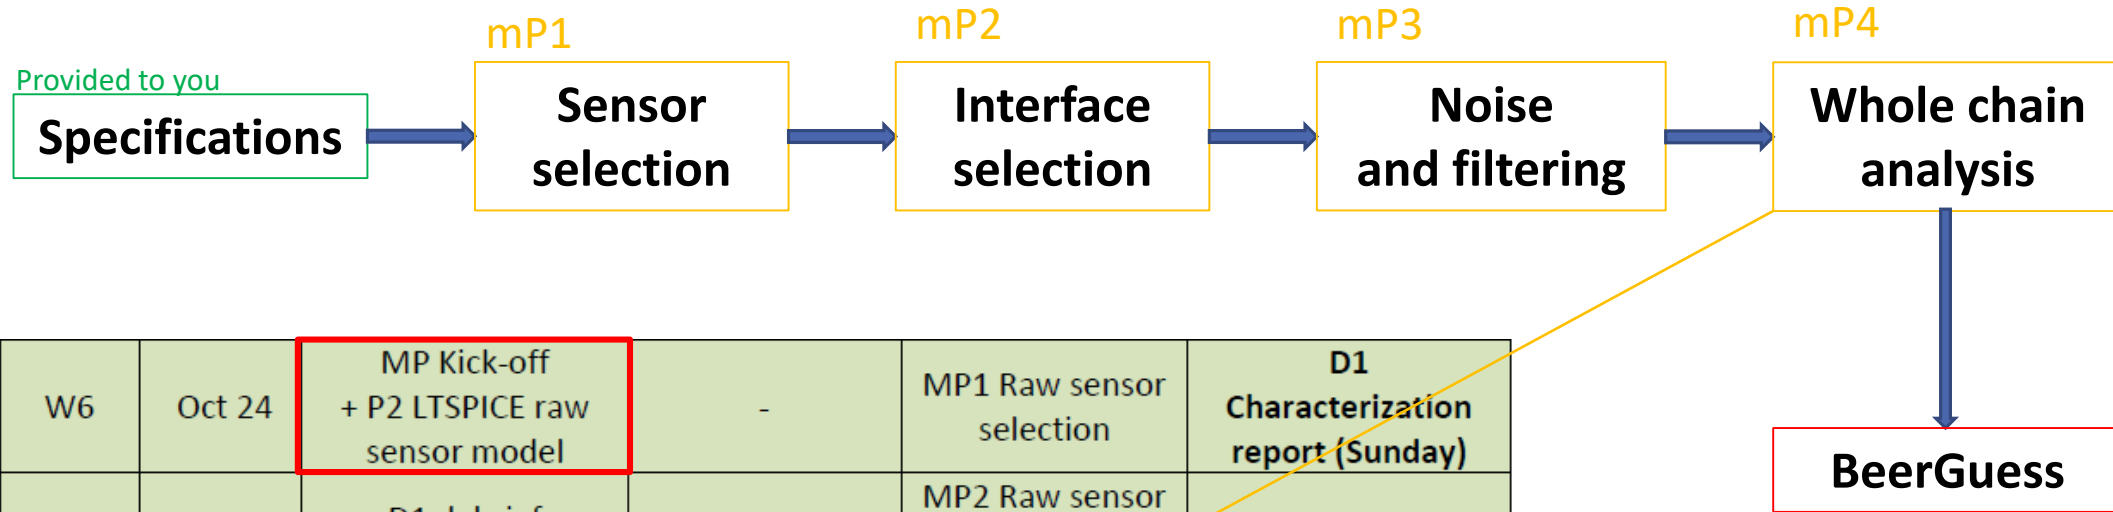 mP1
mP2
mP3
mP4
Provided to you
Specifications
Sensor
selection
Interface
selection
Noise
and filtering
Whole chain
analysis
W6
Oct 24
MP Kick-off
+ P2 LTSPICE raw
sensor model
-
MP1 Raw sensor
selection
D1
Characterization
report (Sunday)
BeerGuess
MP2 Raw sensor